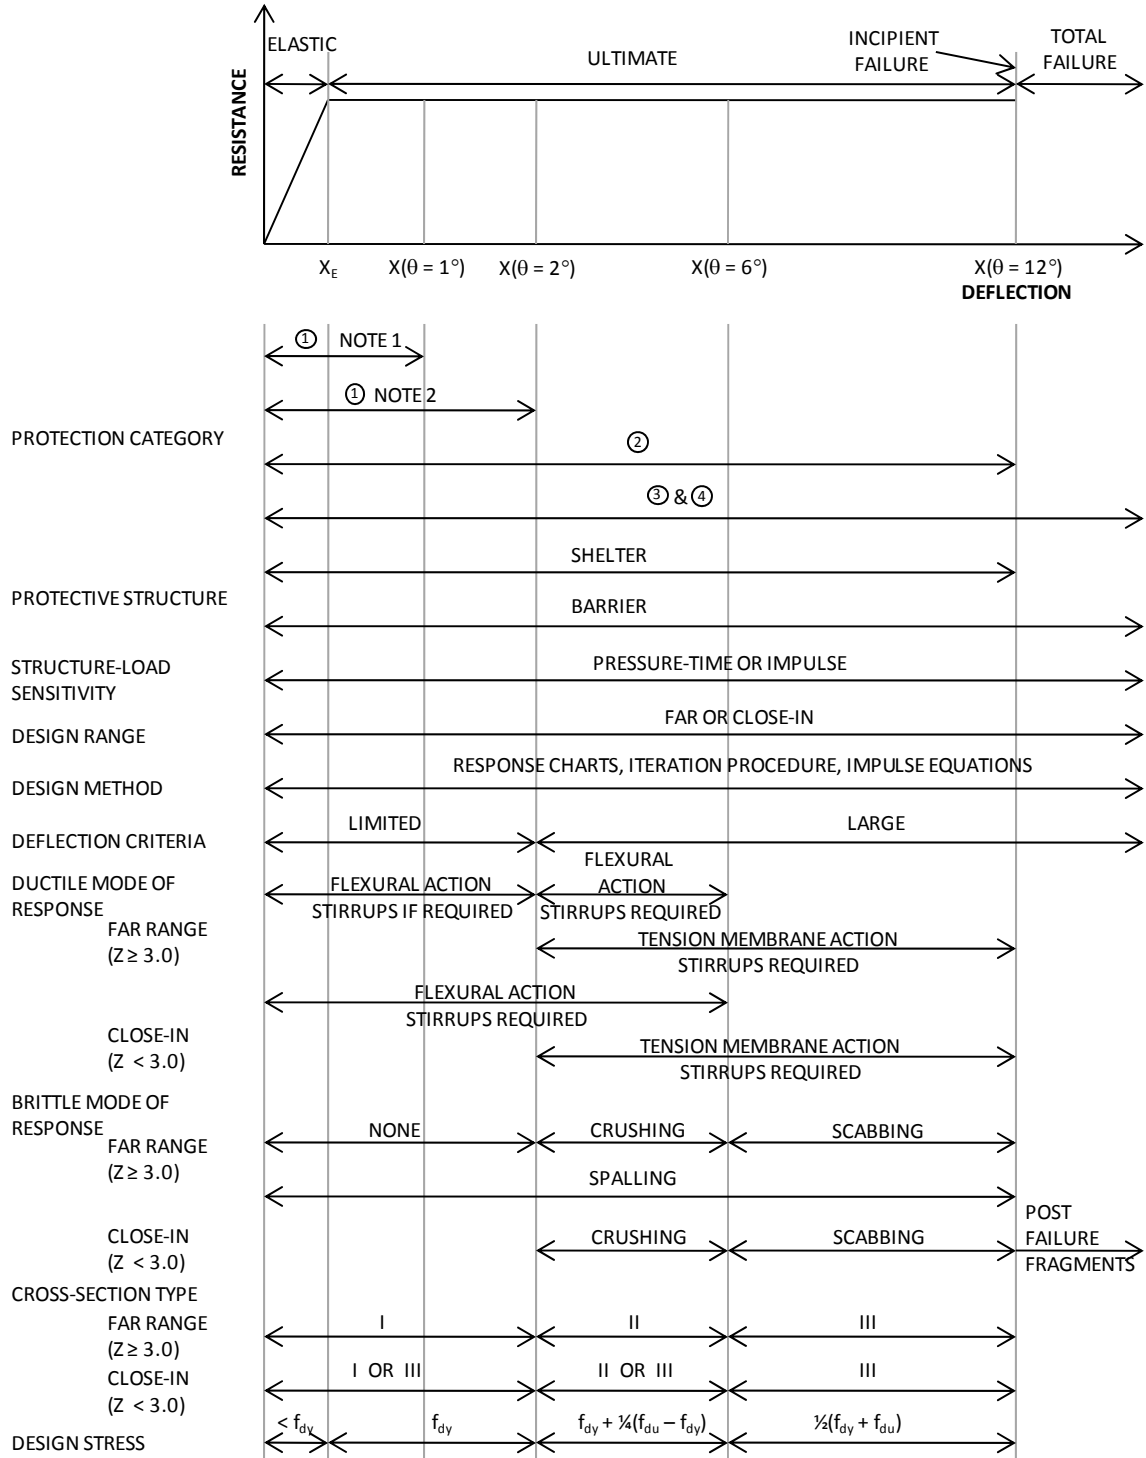 ELASTIC
ULTIMATE
INCIPIENT
FAILURE
TOTAL
FAILURE
RESISTANCE
X_E
X(θ = 1°)
X(θ = 2°)
X(θ = 6°)
X(θ = 12°)
DEFLECTION
① NOTE 1
① NOTE 2
PROTECTION CATEGORY
②
③ & ④
SHELTER
PROTECTIVE STRUCTURE
BARRIER
STRUCTURE-LOAD
SENSITIVITY
PRESSURE-TIME OR IMPULSE
DESIGN RANGE
FAR OR CLOSE-IN
DESIGN METHOD
RESPONSE CHARTS, ITERATION PROCEDURE, IMPULSE EQUATIONS
DEFLECTION CRITERIA
LIMITED
LARGE
DUCTILE MODE OF
RESPONSE
FAR RANGE
(Z ≥ 3.0)
FLEXURAL ACTION
STIRRUPS IF REQUIRED
FLEXURAL
ACTION
STIRRUPS REQUIRED
TENSION MEMBRANE ACTION
STIRRUPS REQUIRED
FLEXURAL ACTION
STIRRUPS REQUIRED
CLOSE-IN
(Z < 3.0)
TENSION MEMBRANE ACTION
STIRRUPS REQUIRED
BRITTLE MODE OF
RESPONSE
FAR RANGE
(Z ≥ 3.0)
NONE
CRUSHING
SCABBING
SPALLING
CLOSE-IN
(Z < 3.0)
CRUSHING
SCABBING
POST
FAILURE
FRAGMENTS
CROSS-SECTION TYPE
FAR RANGE
(Z ≥ 3.0)
I
II
III
CLOSE-IN
(Z < 3.0)
I OR III
II OR III
III
DESIGN STRESS
< f_dy
f_dy
f_dy + ¼(f_du – f_dy)
½(f_dy + f_du)